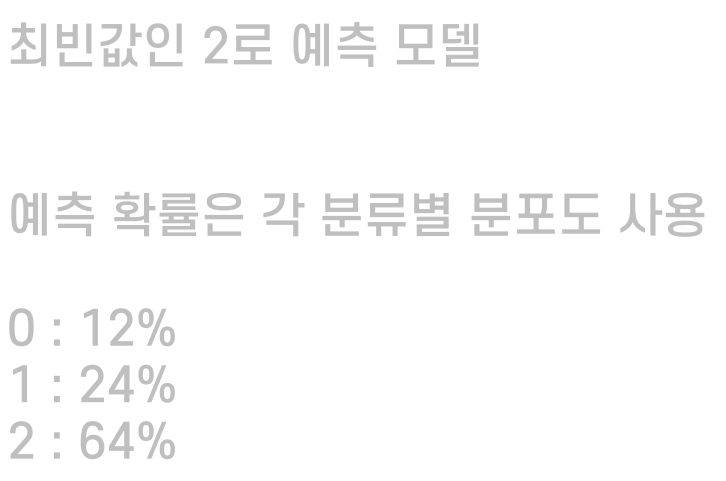 최빈값인 2로 예측 모델
예측 확률은 각 분류별 분포도 사용
0 : 12%
1 : 24%
2 : 64%